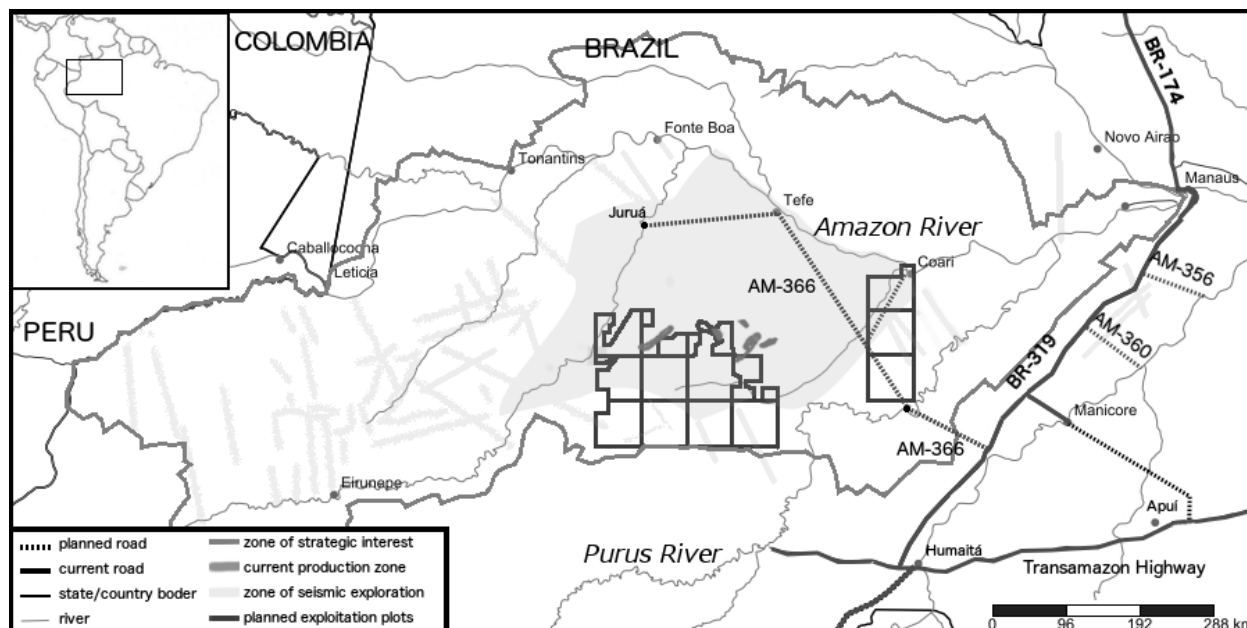 COLOMBIA
BRAZIL
BR-174
Fonte Boa
Novo Airao
Tonantins
Manaus
Tefe
Juruá
Amazon River
Caballococha
Leticia
Coari
AM-366
AM-356
PERU
AM-360
BR-319
Manicore
AM-366
Eirunepe
Apuí
planned road
zone of strategic interest
current road
current production zone
state/country boder
zone of seismic exploration
river
planned exploitation plots
Purus River
Humaitá
Transamazon Highway
0 96 192 288 km